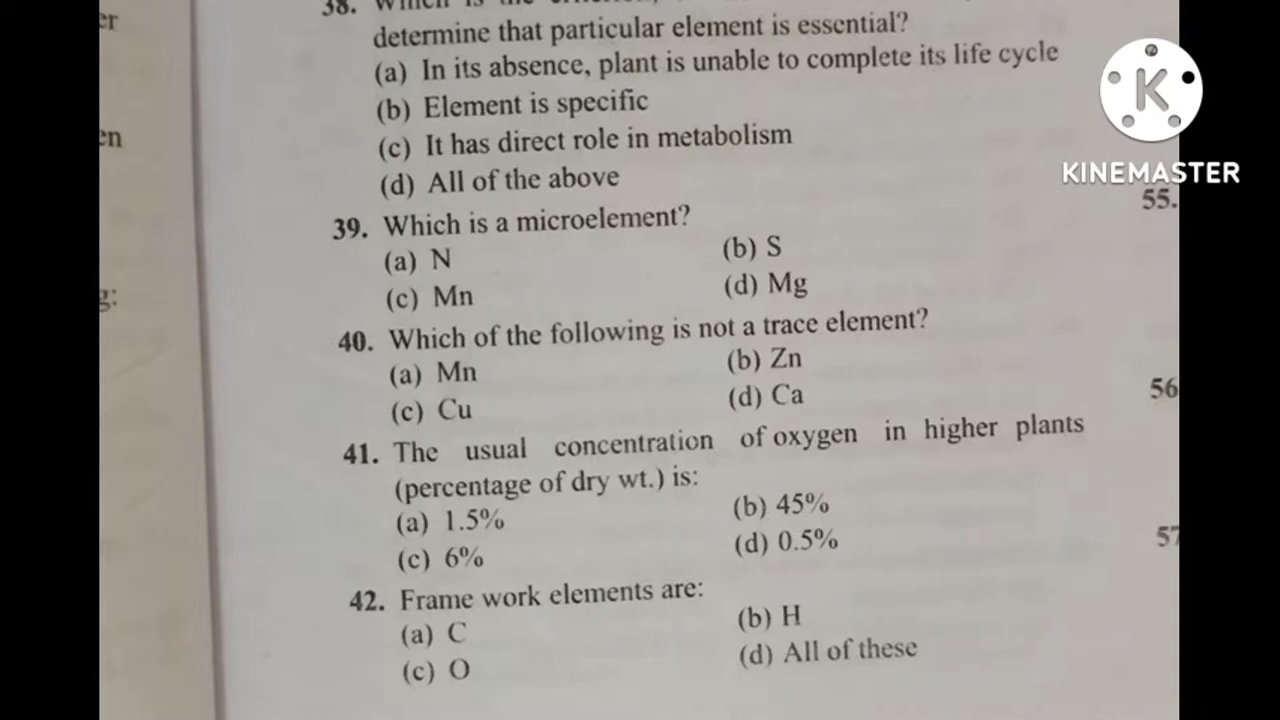 er
en
g:
38.
determine that particular element is essential?
(a) In its absence, plant is unable to complete its life cycle
(b) Element is specific
(c) It has direct role in metabolism
(d) All of the above
39. Which is a microelement?
(a) N (b) S
(c) Mn (d) Mg
40. Which of the following is not a trace element?
(a) Mn (b) Zn
(c) Cu (d) Ca
41. The usual concentration of oxygen in higher plants
(percentage of dry wt.) is:
(a) 1.5% (b) 45%
(c) 6% (d) 0.5%
42. Frame work elements are:
(a) C (b) H
(c) O (d) All of these
55.
56
57
K
KINEMASTER